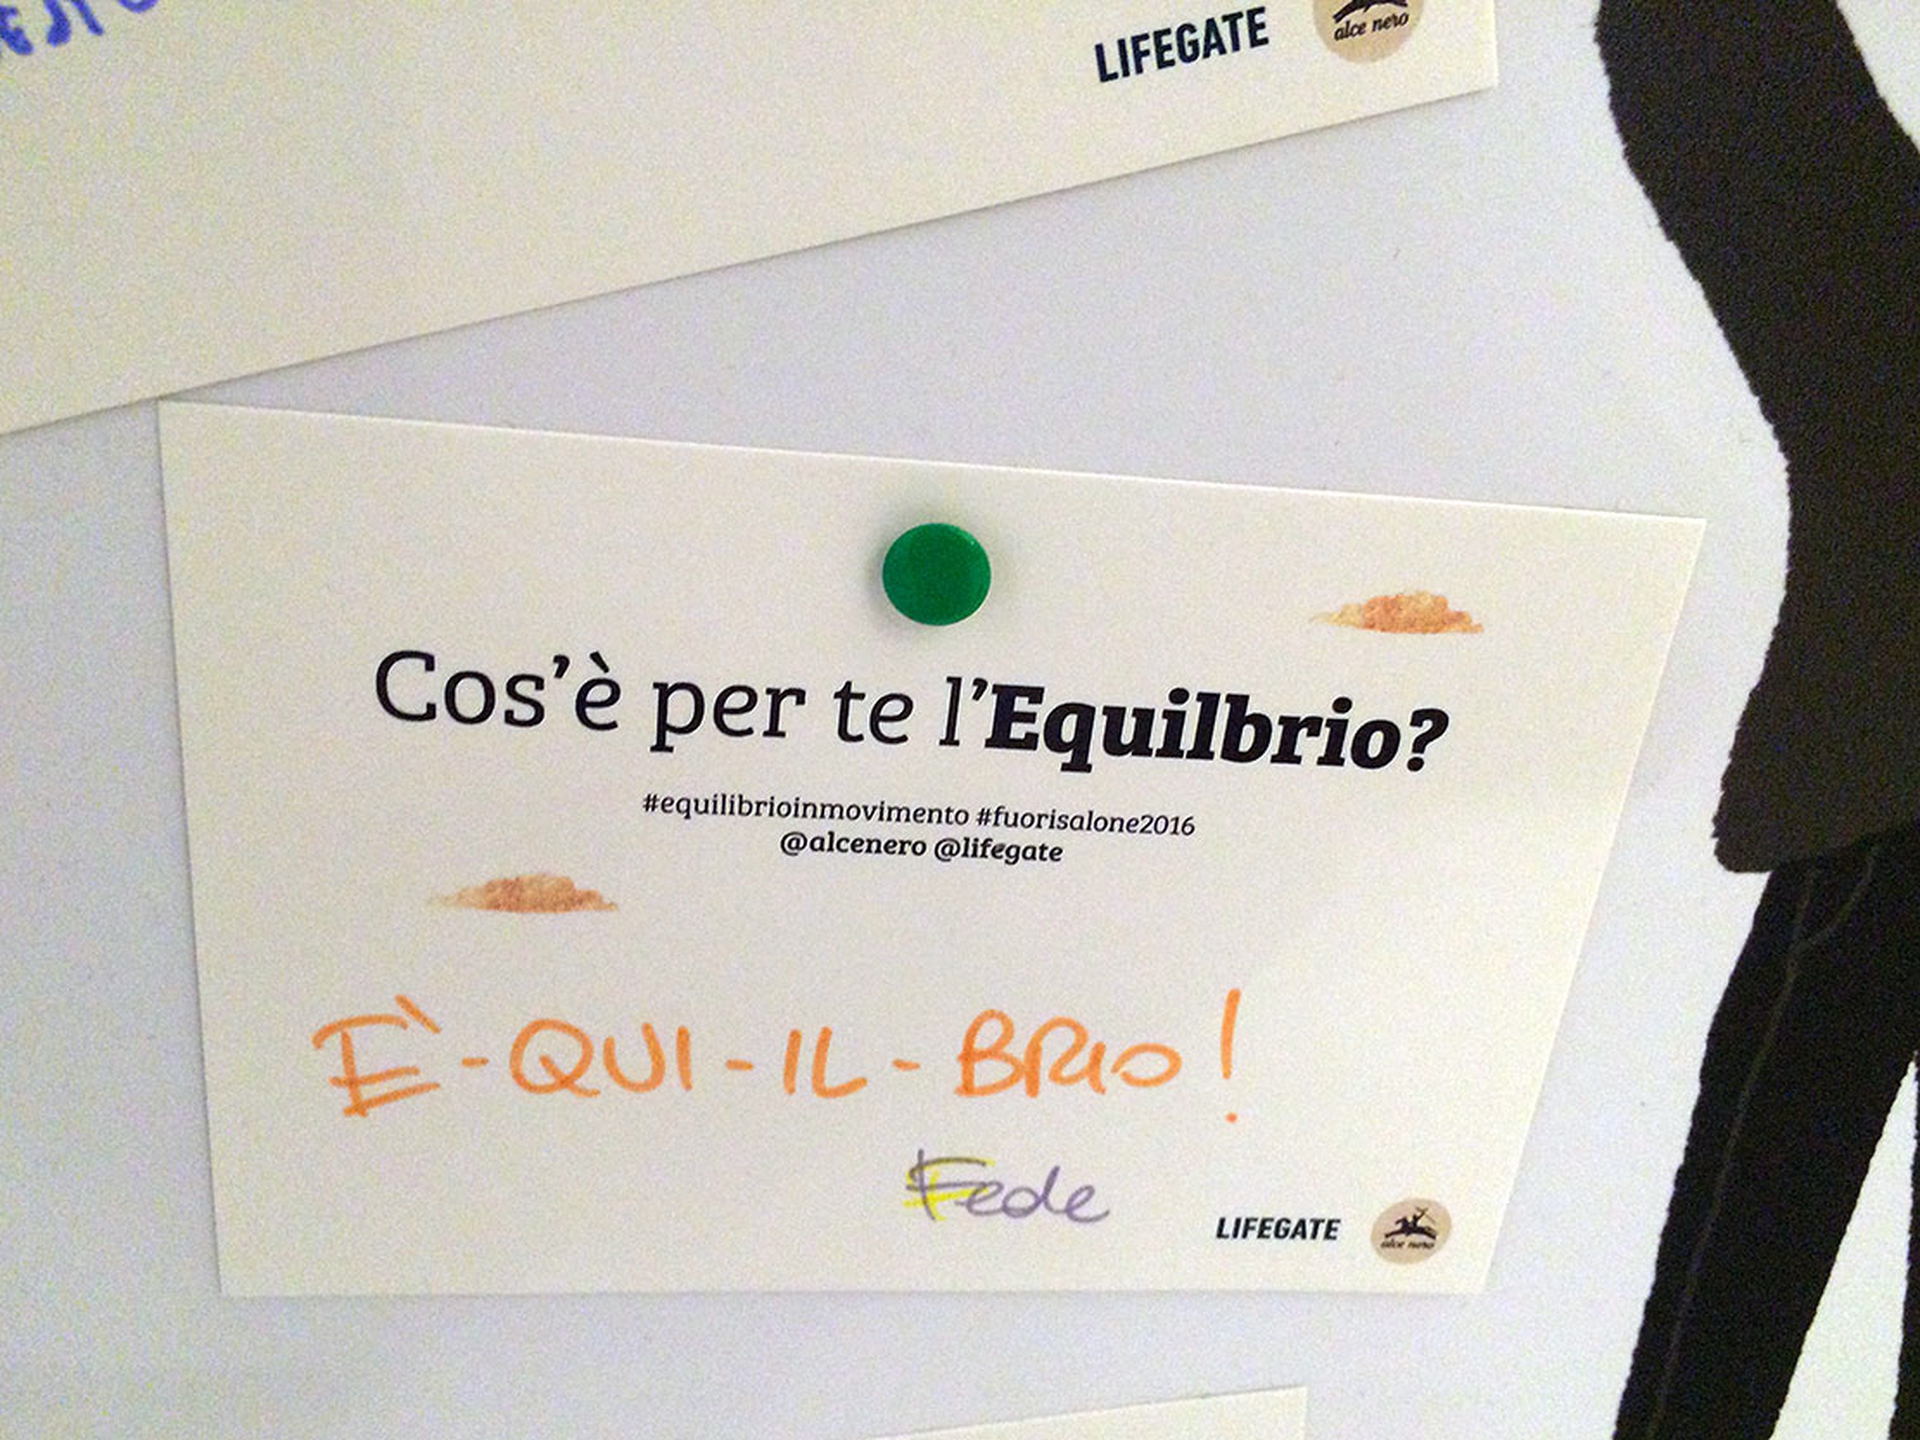 LIFEGATE
alce nero
Cos'è per te l'Equilbrio?
#equilibrioinmovimento #fuorisalone2016
@alcenero @lifegate
È-QUI-IL-BRIO!
Fede
LIFEGATE
alce nero